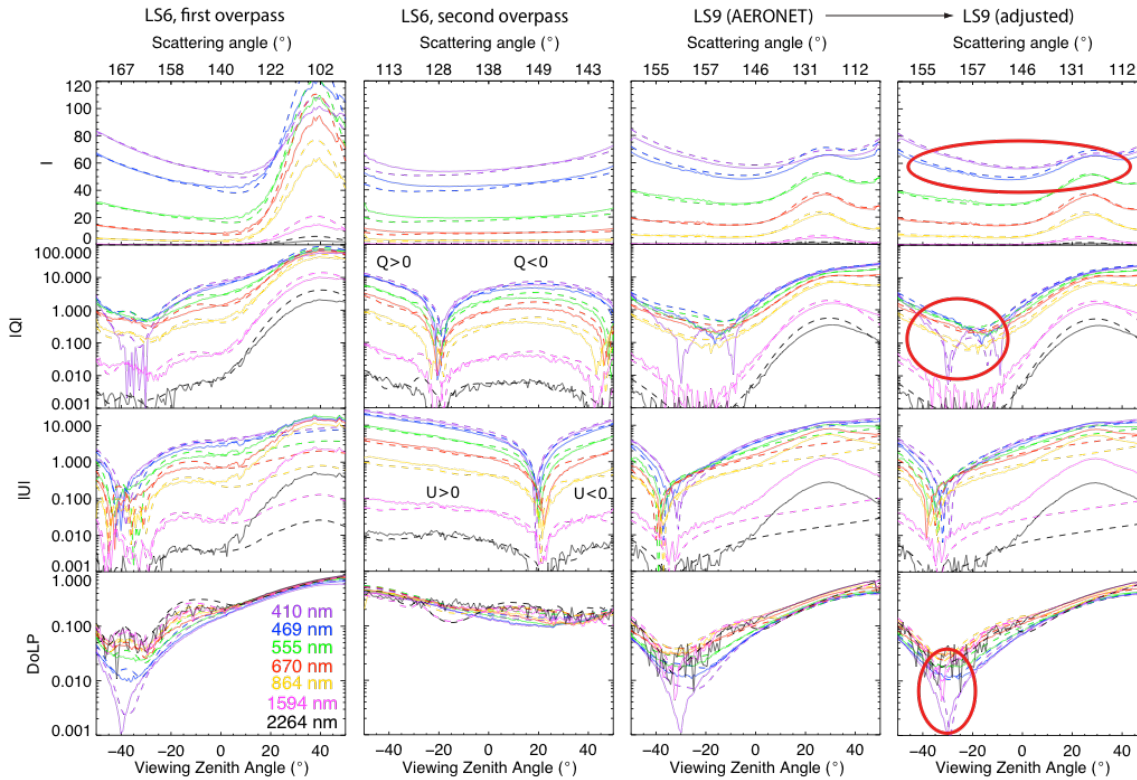 LS6, first overpass LS6, second overpass LS9 (AERONET) LS9 (adjusted)
Scattering angle (°) Scattering angle (°) Scattering angle (°) Scattering angle (°)
167 158 140 122 102 113 128 138 149 143 155 157 146 131 112 155 157 146 131 112
120
100
80
60
40
20
0
I
100.000
10.000
1.000
0.100
0.010
0.001
|Q|
Q>0 Q<0
10.000
1.000
0.100
0.010
0.001
|U|
U>0 U<0
1.000
0.100
0.010
0.001
DoLP
410 nm
469 nm
555 nm
670 nm
864 nm
1594 nm
2264 nm
-40 -20 0 20 40 -40 -20 0 20 40 -40 -20 0 20 40 -40 -20 0 20 40
Viewing Zenith Angle (°) Viewing Zenith Angle (°) Viewing Zenith Angle (°) Viewing Zenith Angle (°)